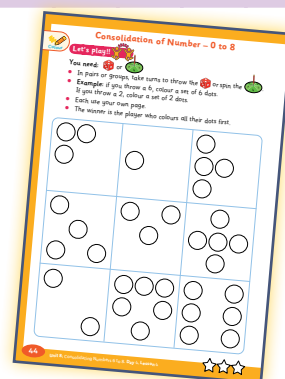 Consolidation of Number – 0 to 8
Colour
Let's play!!
You need: or
In pairs or groups, take turns to throw the or spin the
Example: if you throw a 6, colour a set of 6 dots.
If you throw a 2, colour a set of 2 dots.
Each use your own page.
The winner is the player who colours all their dots first.
44